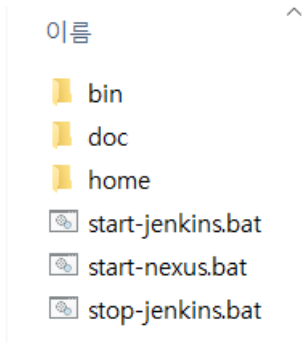 이름
bin
doc
home
start-jenkins.bat
start-nexus.bat
stop-jenkins.bat